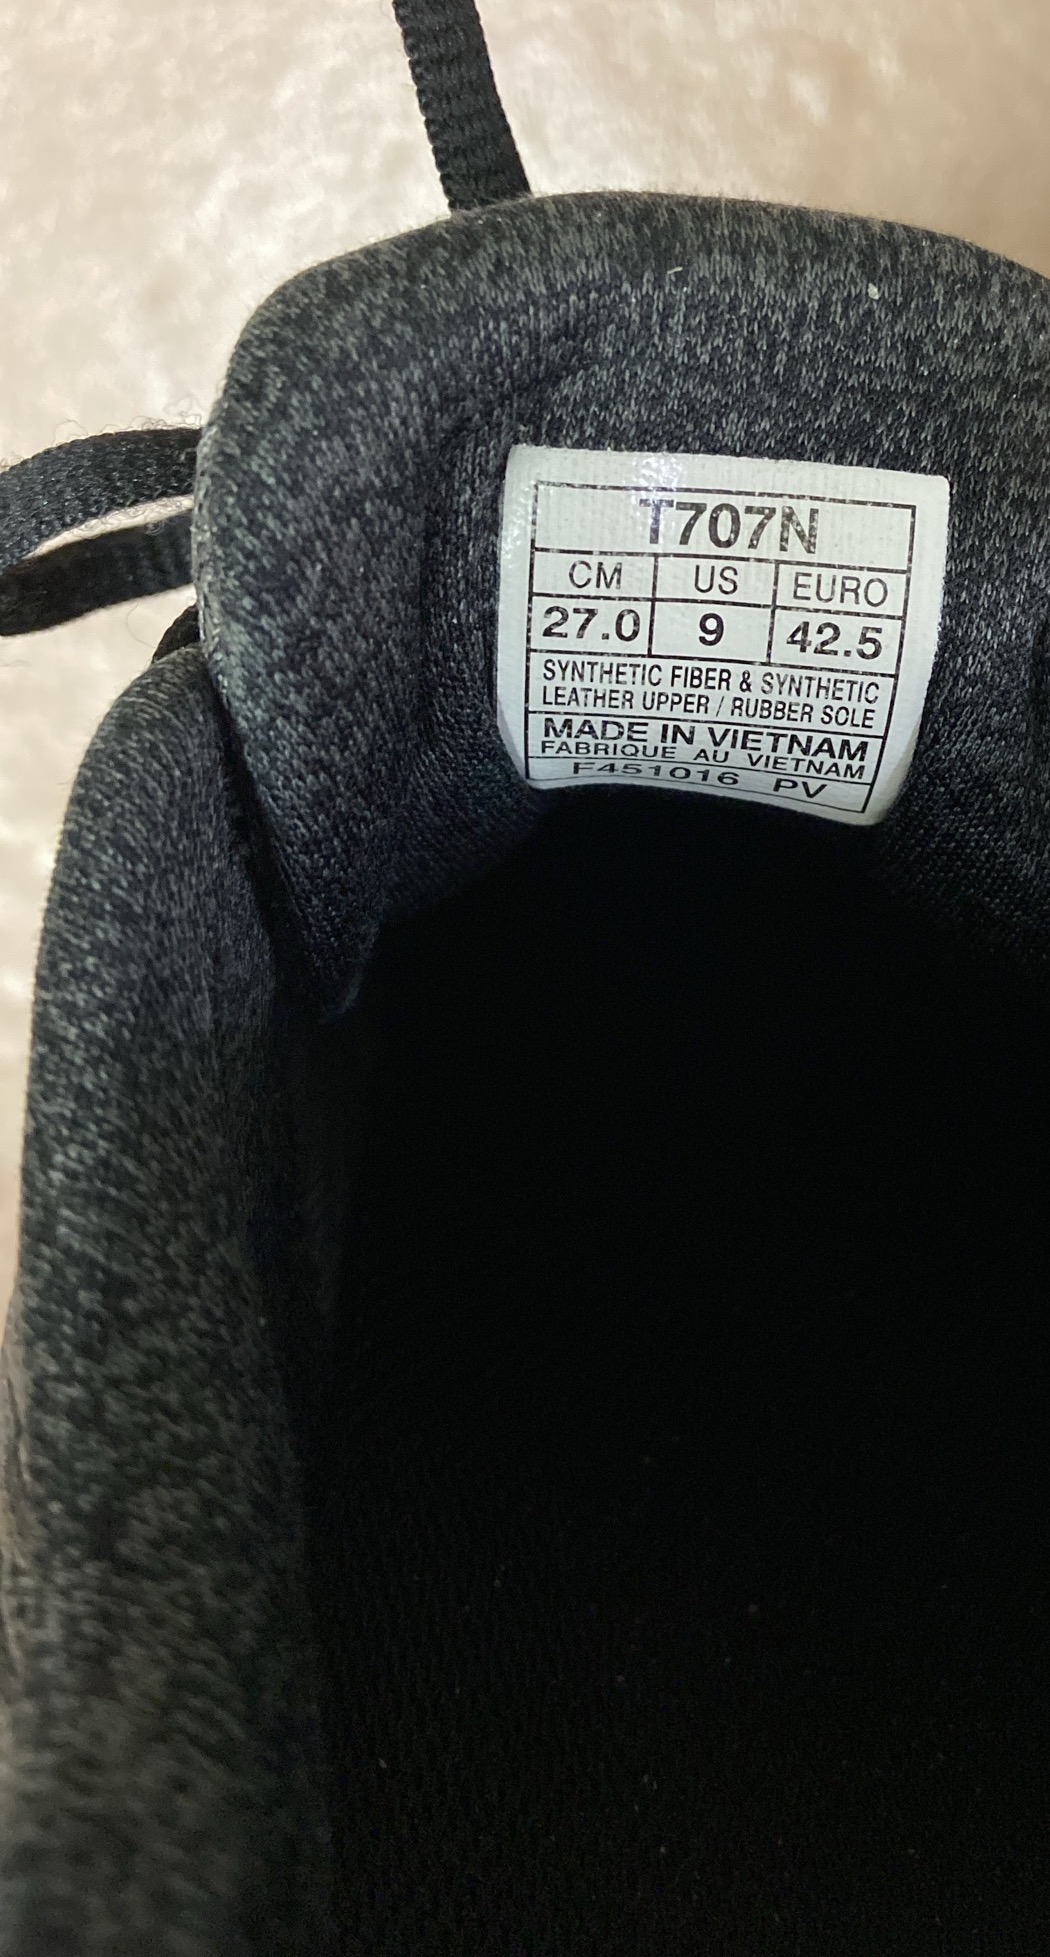 T707N
CM US EURO
27.0 9 42.5
SYNTHETIC FIBER & SYNTHETIC
LEATHER UPPER / RUBBER SOLE
MADE IN VIETNAM
FABRIQUE AU VIETNAM
F451016 PV